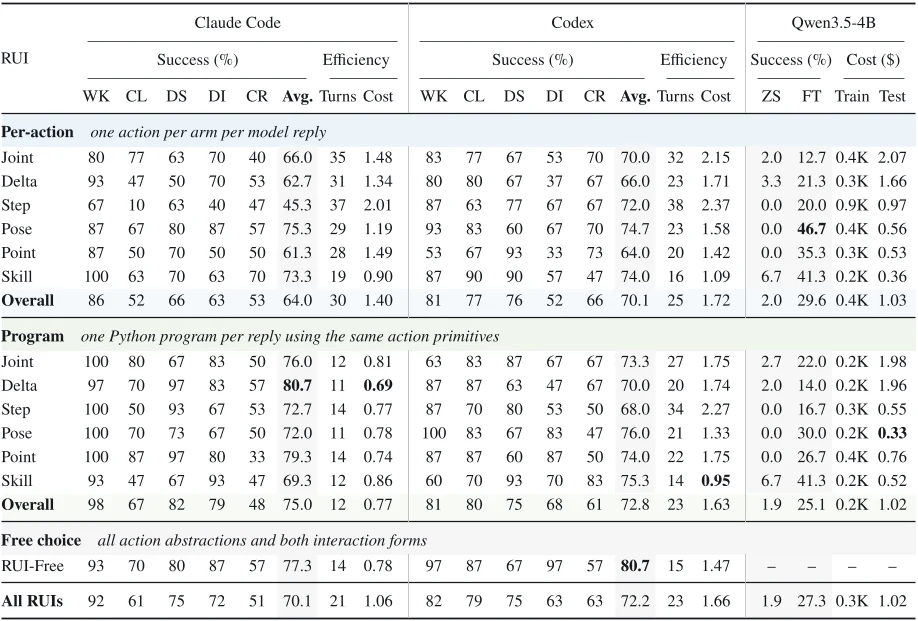 Claude Code Codex Qwen3.5-4B
RUI Success (%) Efficiency Success (%) Efficiency Success (%) Cost ($)
WK CL DS DI CR Avg. Turns Cost WK CL DS DI CR Avg. Turns Cost ZS FT Train Test
Per-action one action per arm per model reply
Joint 80 77 63 70 40 66.0 35 1.48 83 77 67 53 70 70.0 32 2.15 2.0 12.7 0.4K 2.07
Delta 93 47 50 70 53 62.7 31 1.34 80 80 67 37 67 66.0 23 1.71 3.3 21.3 0.3K 1.66
Step 67 10 63 40 47 45.3 37 2.01 87 63 77 67 67 72.0 38 2.37 0.0 20.0 0.9K 0.97
Pose 87 67 80 87 57 75.3 29 1.19 93 83 60 67 70 74.7 23 1.58 0.0 46.7 0.4K 0.56
Point 87 50 70 50 50 61.3 28 1.49 53 67 93 33 73 64.0 20 1.42 0.0 35.3 0.3K 0.53
Skill 100 63 70 63 70 73.3 19 0.90 87 90 90 57 47 74.0 16 1.09 6.7 41.3 0.2K 0.36
Overall 86 52 66 63 53 64.0 30 1.40 81 77 76 52 66 70.1 25 1.72 2.0 29.6 0.4K 1.03
Program one Python program per reply using the same action primitives
Joint 100 80 67 83 50 76.0 12 0.81 63 83 87 67 67 73.3 27 1.75 2.7 22.0 0.2K 1.98
Delta 97 70 97 83 57 80.7 11 0.69 87 87 63 47 67 70.0 20 1.74 2.0 14.0 0.2K 1.96
Step 100 50 93 67 53 72.7 14 0.77 87 70 80 53 50 68.0 34 2.27 0.0 16.7 0.3K 0.55
Pose 100 70 73 67 50 72.0 11 0.78 100 83 67 83 47 76.0 21 1.33 0.0 30.0 0.2K 0.33
Point 100 87 97 80 33 79.3 14 0.74 87 87 60 87 50 74.0 22 1.75 0.0 26.7 0.4K 0.76
Skill 93 47 67 93 47 69.3 12 0.86 60 70 93 70 83 75.3 14 0.95 6.7 41.3 0.2K 0.52
Overall 98 67 82 79 48 75.0 12 0.77 81 80 75 68 61 72.8 23 1.63 1.9 25.1 0.2K 1.02
Free choice all action abstractions and both interaction forms
RUI-Free 93 70 80 87 57 77.3 14 0.78 97 87 67 97 57 80.7 15 1.47 – – – –
All RUIs 92 61 75 72 51 70.1 21 1.06 82 79 75 63 63 72.2 23 1.66 1.9 27.3 0.3K 1.02